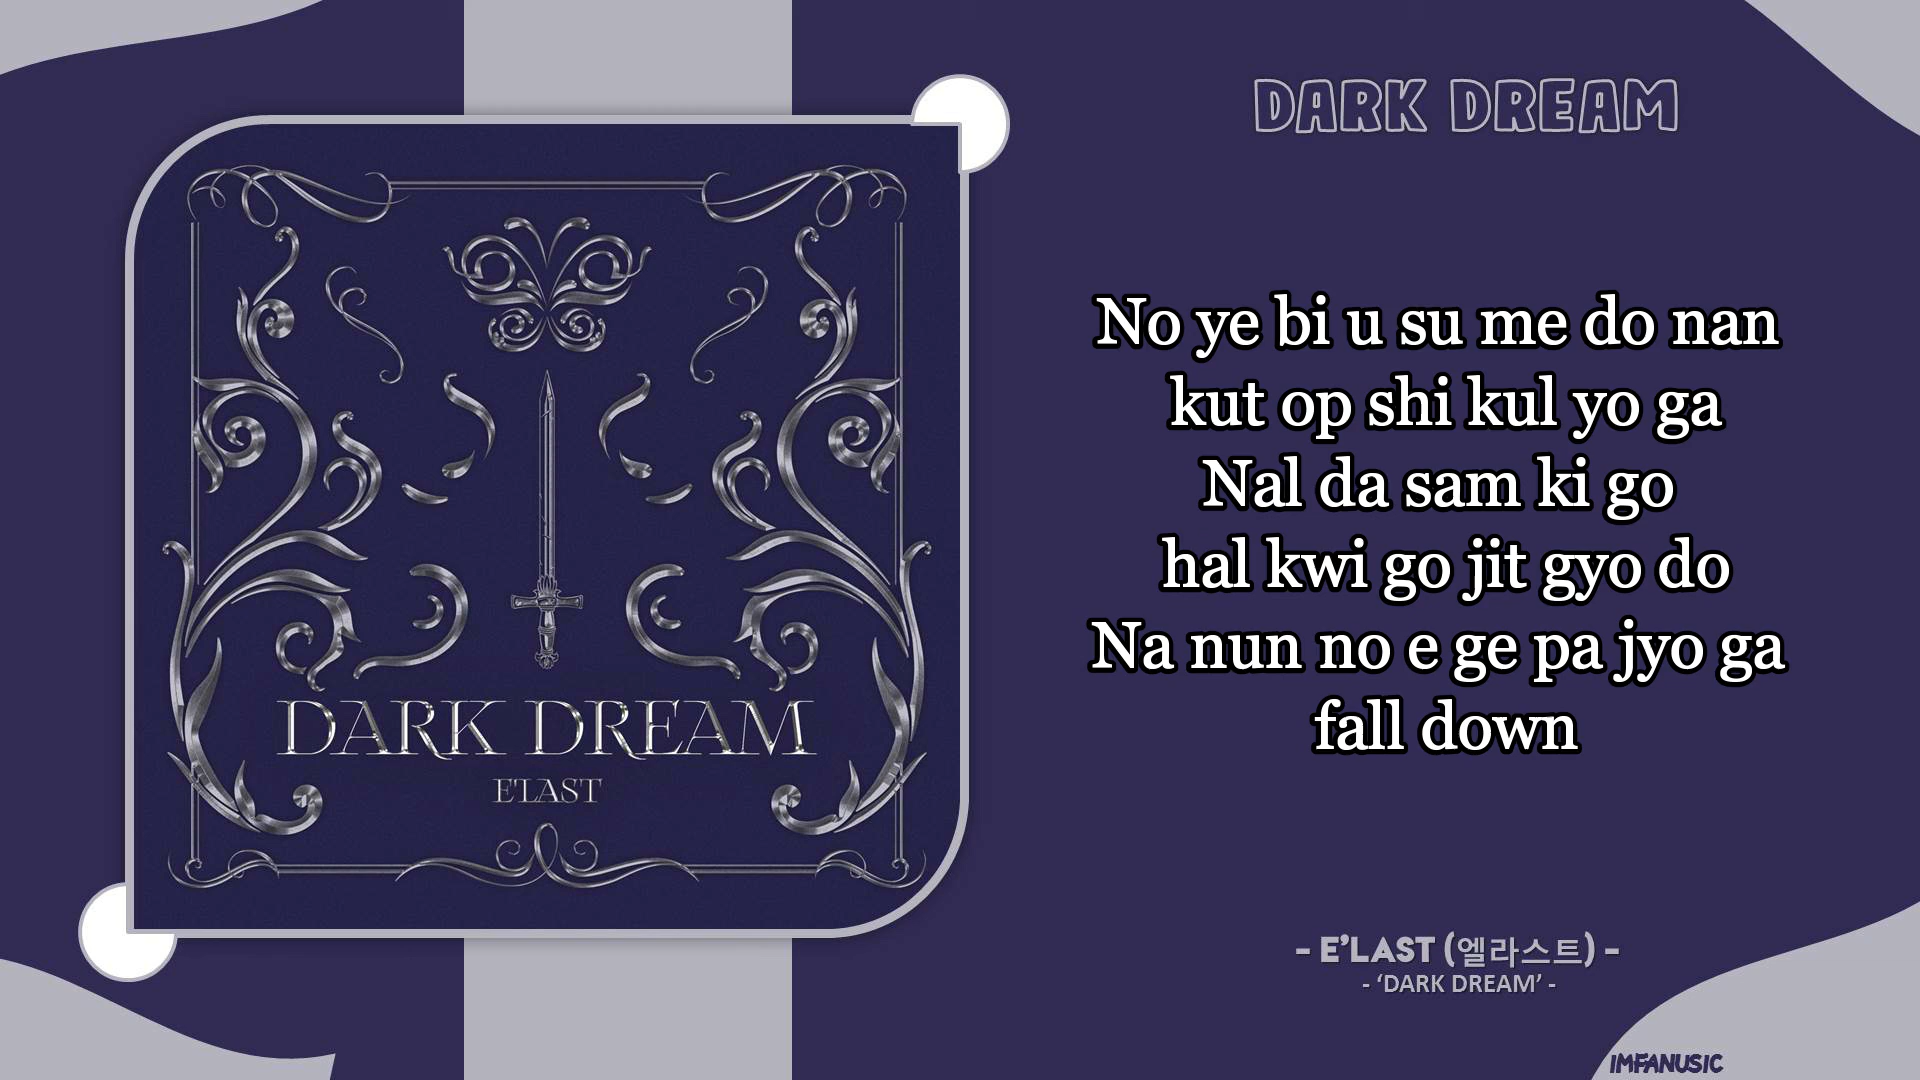 DARK DREAM
E'LAST
DARK DREAM
No ye bi u su me do nan
kut op shi kul yo ga
Nal da sam ki go
hal kwi go jit gyo do
Na nun no e ge pa jyo ga
fall down
- E’LAST (엘라스트) -
- ‘DARK DREAM’ -
IMFANUSIC